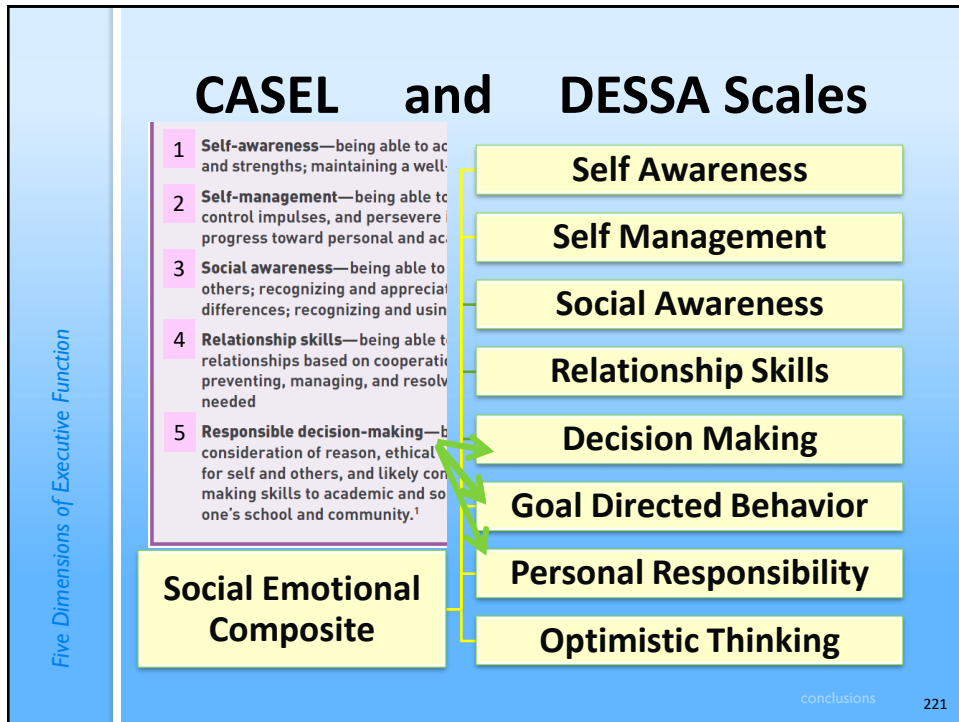 CASEL and DESSA Scales
1 Self-awareness—being able to ac
and strengths; maintaining a well-
2 Self-management—being able to
control impulses, and persevere i
progress toward personal and aca
3 Social awareness—being able to
others; recognizing and appreciat
differences; recognizing and usin
4 Relationship skills—being able t
relationships based on cooperatio
preventing, managing, and resolv
needed
5 Responsible decision-making—b
consideration of reason, ethical
for self and others, and likely con
making skills to academic and so
one's school and community.¹
Social Emotional
Composite
Self Awareness
Self Management
Social Awareness
Relationship Skills
Decision Making
Goal Directed Behavior
Personal Responsibility
Optimistic Thinking
Five Dimensions of Executive Function
conclusions
221